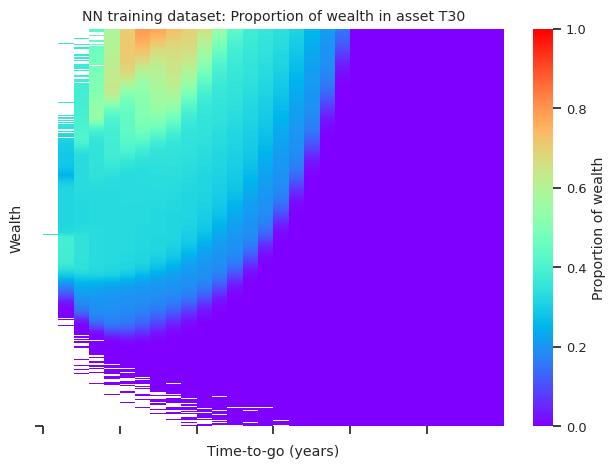 NN training dataset: Proportion of wealth in asset T30
Wealth
Time-to-go (years)
1.0
0.8
0.6
0.4
0.2
0.0
Proportion of wealth